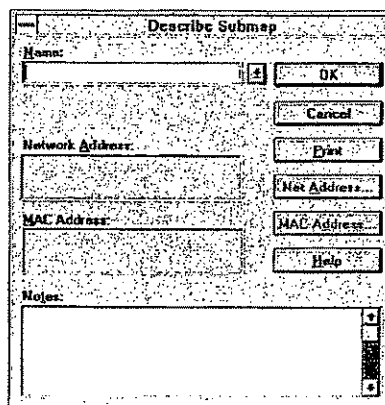 Describe Submap
Name:
OK
Cancel
Network Address:
Print
Net Address...
MAC Address:
MAC Address...
Help
Notes: